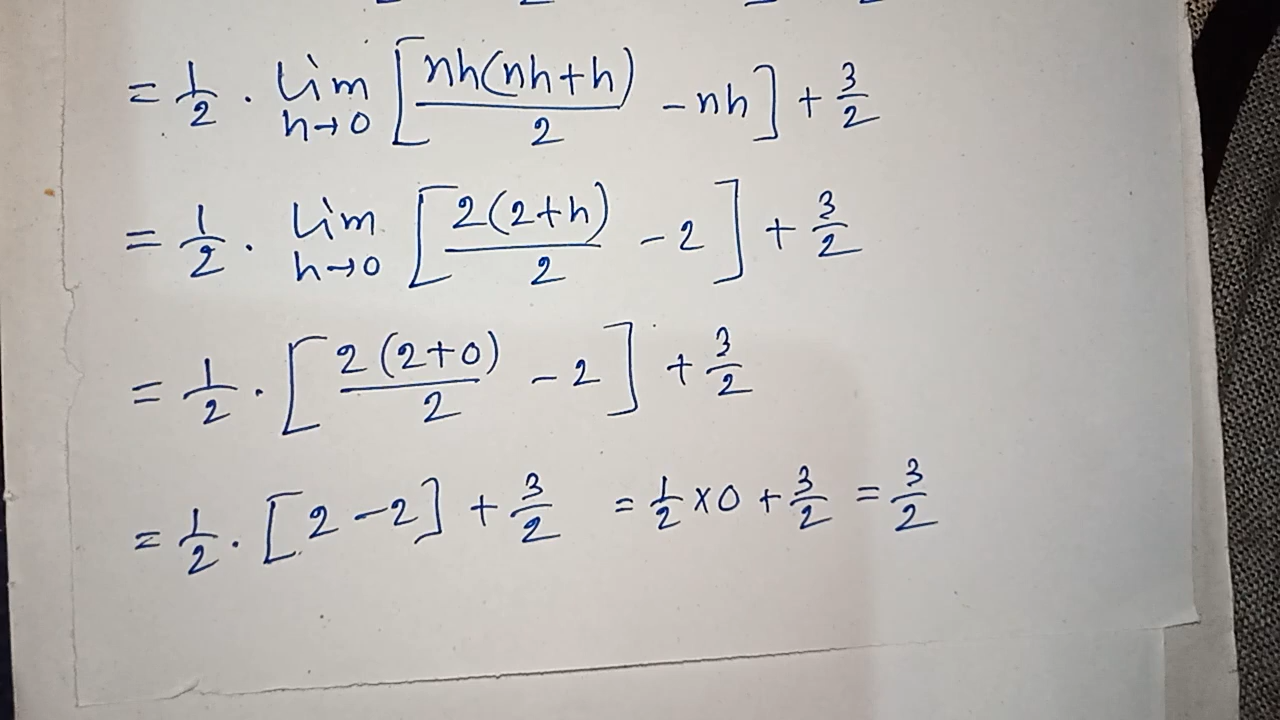 = 1/2 . lim h→0 [nh(nh+h)/2 - nh] + 3/2
= 1/2 . lim h→0 [2(2+h)/2 - 2] + 3/2
= 1/2 . [2(2+0)/2 - 2] + 3/2
= 1/2 . [2-2] + 3/2 = 1/2 ×0 + 3/2 = 3/2